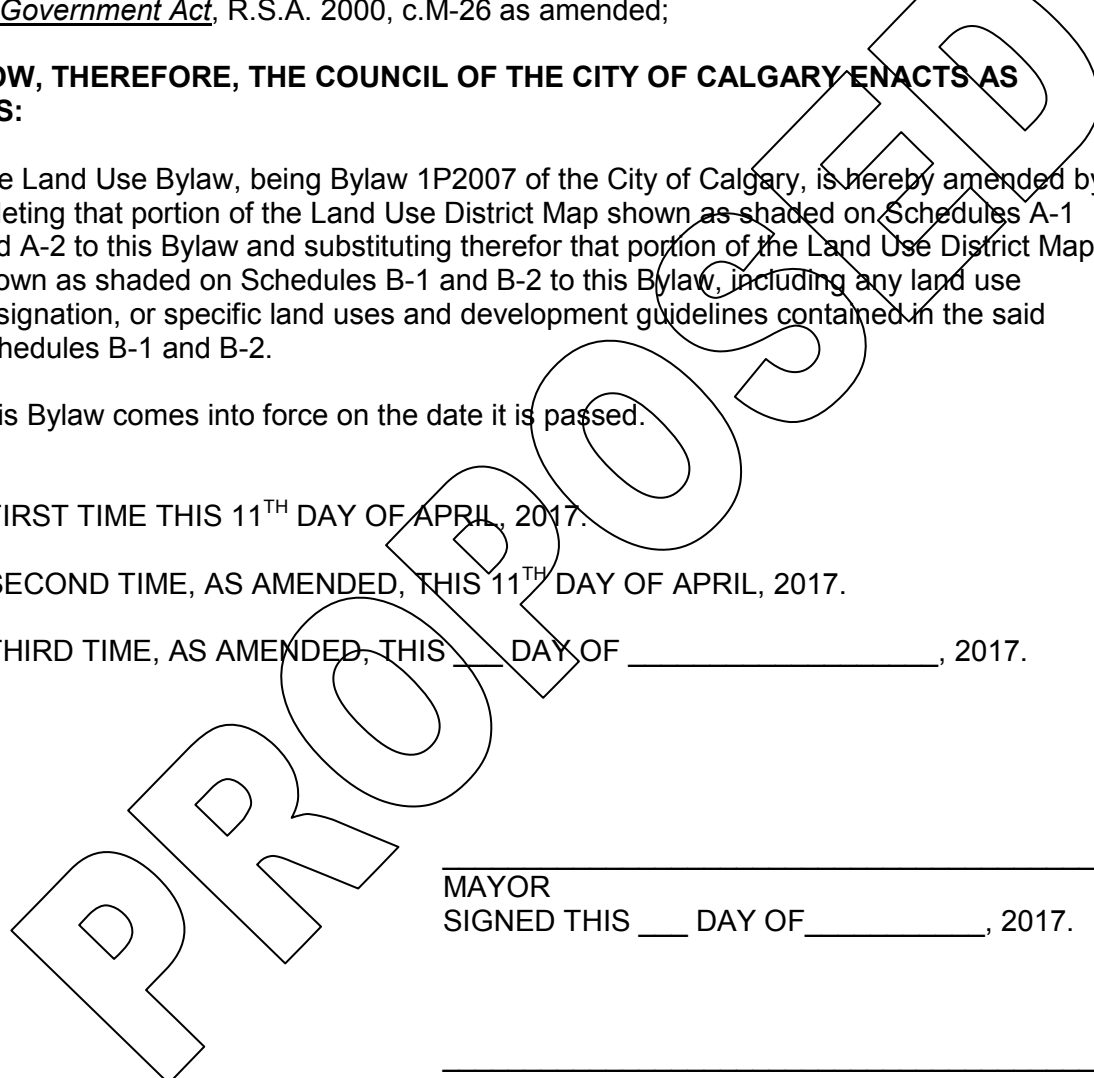 Government Act, R.S.A. 2000, c.M-26 as amended;
OW, THEREFORE, THE COUNCIL OF THE CITY OF CALGARY ENACTS AS
S:
e Land Use Bylaw, being Bylaw 1P2007 of the City of Calgary, is hereby amended by
leting that portion of the Land Use District Map shown as shaded on Schedules A-1
d A-2 to this Bylaw and substituting therefor that portion of the Land Use District Map
own as shaded on Schedules B-1 and B-2 to this Bylaw, including any land use
signation, or specific land uses and development guidelines contained in the said
hedules B-1 and B-2.
is Bylaw comes into force on the date it is passed.
FIRST TIME THIS 11TH DAY OF APRIL, 2017.
SECOND TIME, AS AMENDED, THIS 11TH DAY OF APRIL, 2017.
THIRD TIME, AS AMENDED, THIS ___ DAY OF ___________________, 2017.
PROPOSED
MAYOR
SIGNED THIS ___ DAY OF___________, 2017.